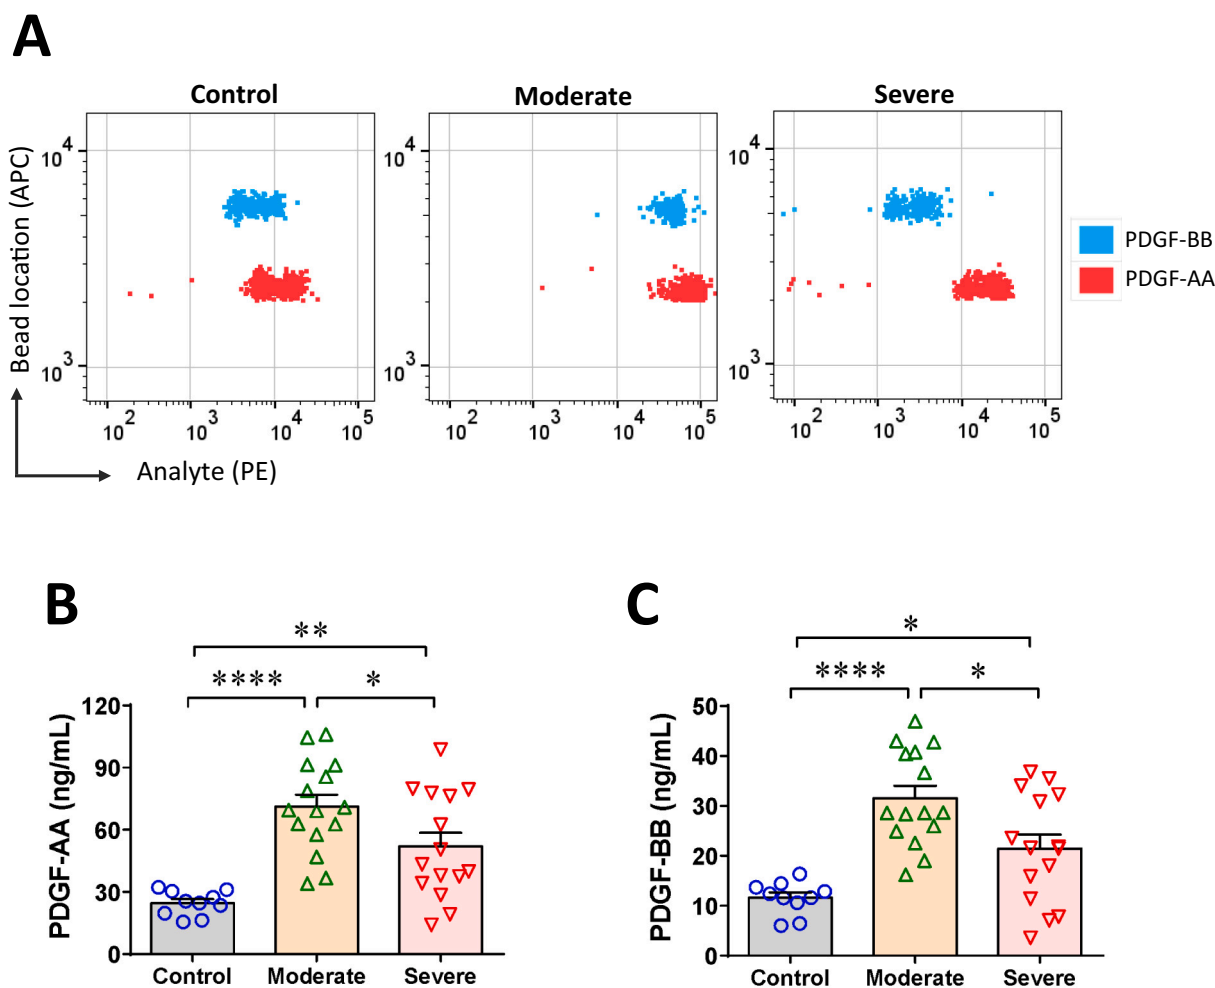 A
Control
Moderate
Severe
Bead location (APC)
10^4
10^3
10^2 10^3 10^4 10^5
10^4
10^3
10^2 10^3 10^4 10^5
10^4
10^3
10^2 10^3 10^4 10^5
Analyte (PE)
PDGF-BB
PDGF-AA
B
**
**** *
PDGF-AA (ng/mL)
120
90
60
30
0
Control Moderate Severe
C
*
**** *
PDGF-BB (ng/mL)
50
40
30
20
10
0
Control Moderate Severe